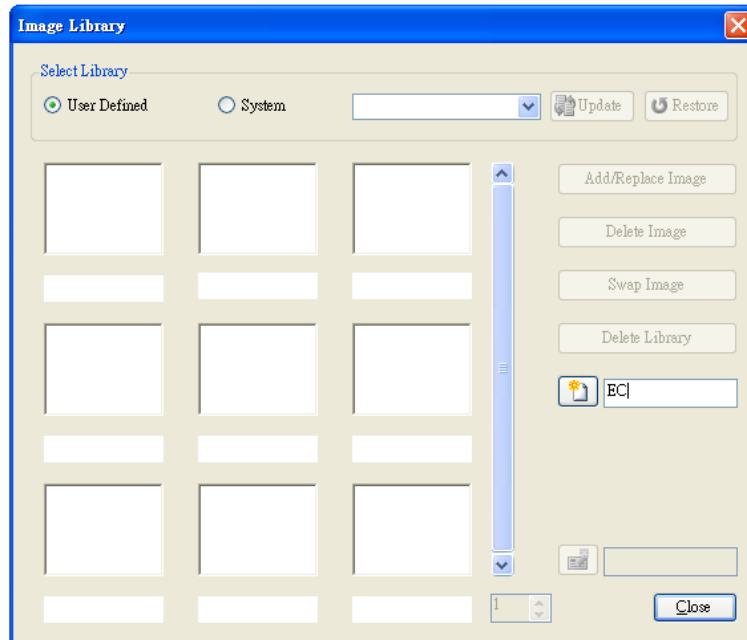 Image Library
Select Library
User Defined
System
Update
Restore
Add/Replace Image
Delete Image
Swap Image
Delete Library
EC
1
Close